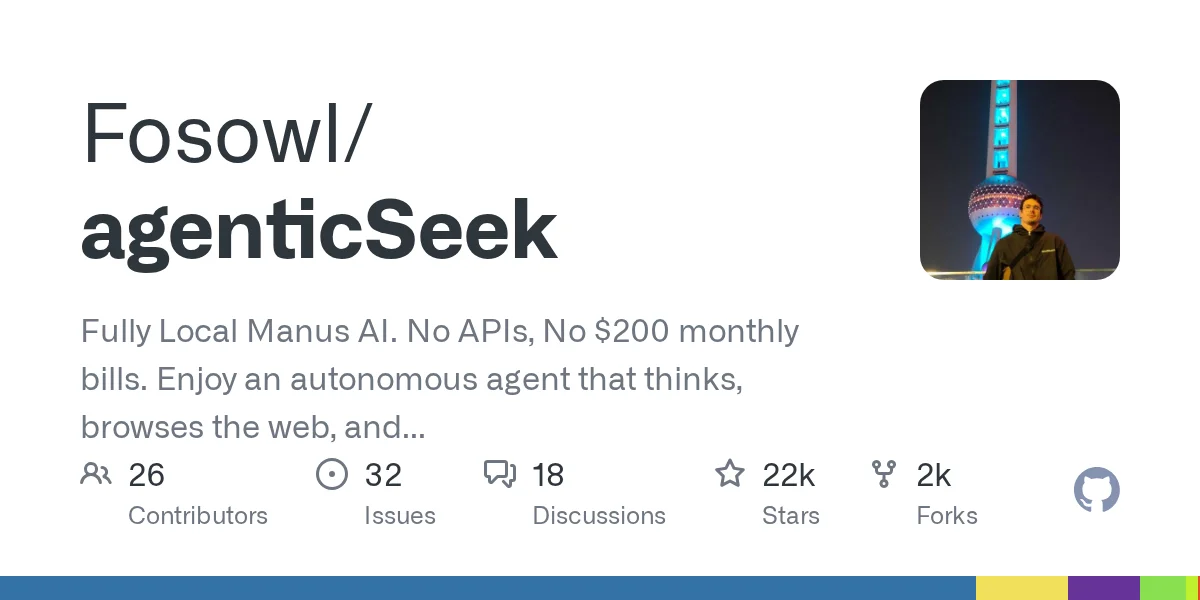 Fosowl/
agenticSeek
Fully Local Manus AI. No APIs, No $200 monthly
bills. Enjoy an autonomous agent that thinks,
browses the web, and...
26 32 18 22k 2k
Contributors Issues Discussions Stars Forks